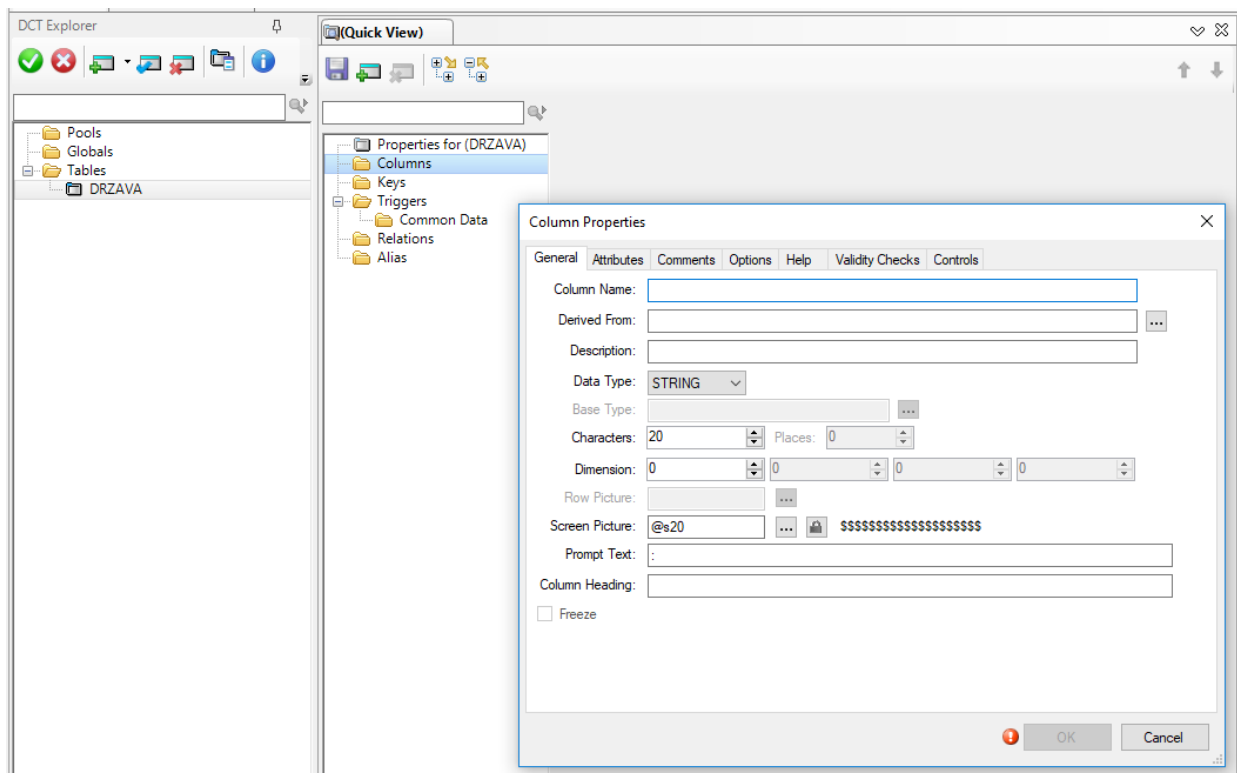 DCT Explorer
Pools
Globals
Tables
DRZAVA
(Quick View)
Properties for (DRZAVA)
Columns
Keys
Triggers
Common Data
Relations
Alias
Column Properties
General Attributes Comments Options Help Validity Checks Controls
Column Name:
Derived From: ...
Description:
Data Type: STRING
Base Type: ...
Characters: 20 Places: 0
Dimension: 0 0 0 0
Row Picture: ...
Screen Picture: @s20 ... $$$$$$$$$$$$$$$$$$$$
Prompt Text: :
Column Heading:
Freeze
OK Cancel